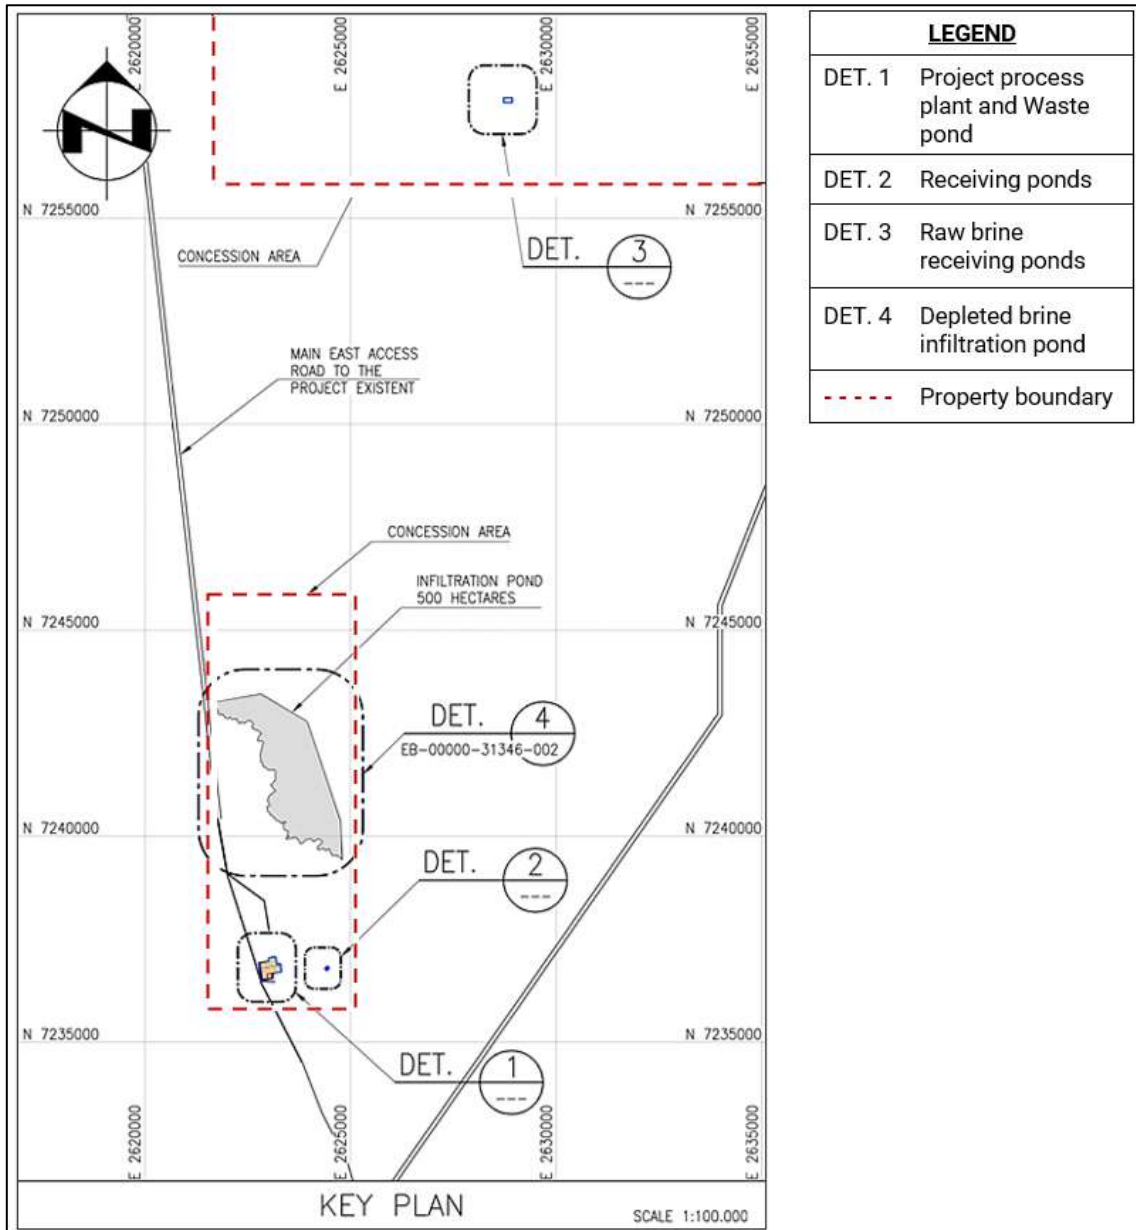 E 2620000
E 2625000
E 2630000
E 2635000
N
N 7255000
N 7255000
CONCESSION AREA
DET. 3
---
MAIN EAST ACCESS
ROAD TO THE
PROJECT EXISTENT
N 7250000
N 7250000
CONCESSION AREA
INFILTRATION POND
500 HECTARES
N 7245000
N 7245000
DET. 4
EB-00000-31346-002
N 7240000
N 7240000
DET. 2
---
N 7235000
N 7235000
DET. 1
---
E 2620000
E 2625000
E 2630000
E 2635000
KEY PLAN
SCALE 1:100.000
LEGEND
DET. 1 Project process
plant and Waste
pond
DET. 2 Receiving ponds
DET. 3 Raw brine
receiving ponds
DET. 4 Depleted brine
infiltration pond
Property boundary